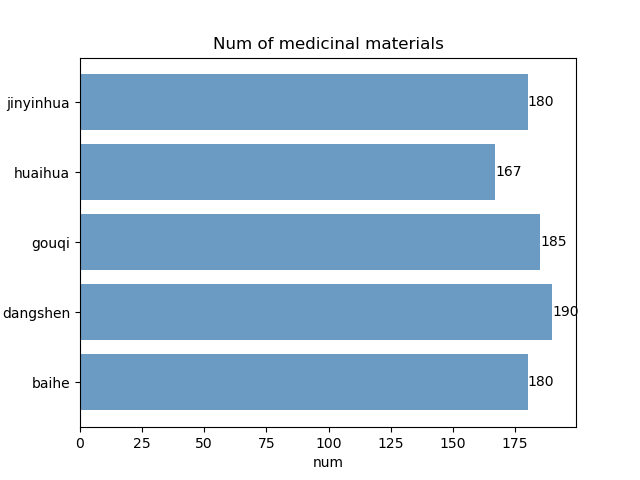 Num of medicinal materials
jinyinhua 180
huaihua 167
gouqi 185
dangshen 190
baihe 180
0 25 50 75 100 125 150 175
num